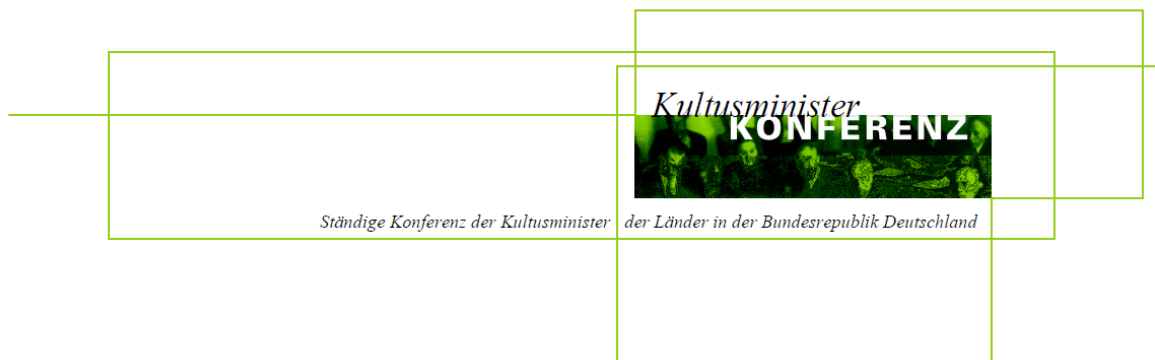 Kultusminister
KONFERENZ
Ständige Konferenz der Kultusminister der Länder in der Bundesrepublik Deutschland